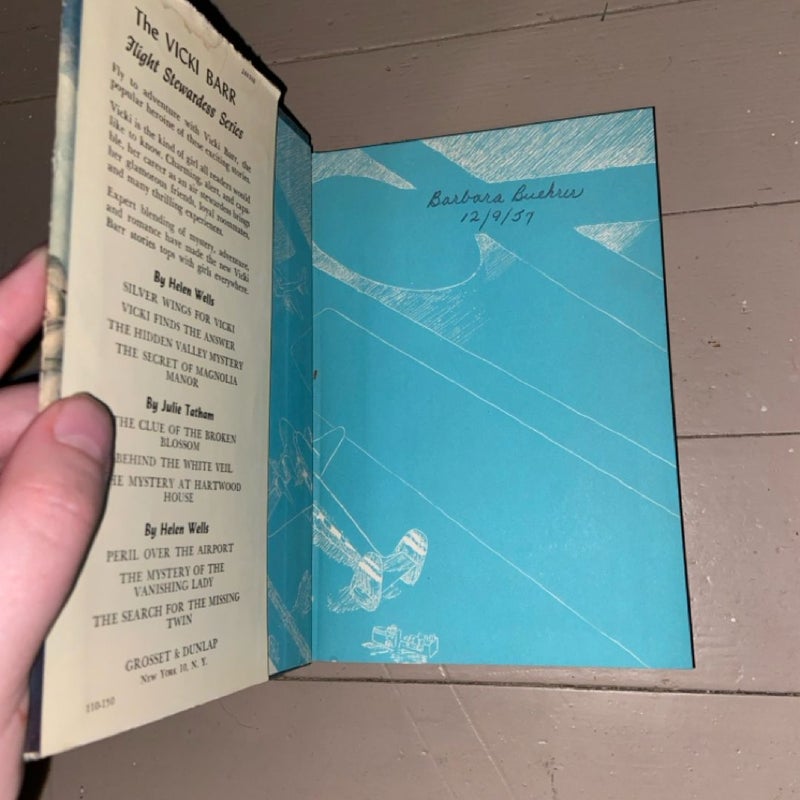 The VICKI BARR
Flight Stewardess Series
Fly to adventure with Vicki Barr, the
popular heroine of these exciting stories.
Vicki is the kind of girl all readers would
like to know. Charming, alert, and capa-
ble, her career as an air stewardess brings
her glamorous friends, loyal roommates,
and many thrilling experiences.
Expert blending of mystery, adventure,
and romance have made the new Vicki
Barr stories tops with girls everywhere.
By Helen Wells
SILVER WINGS FOR VICKI
VICKI FINDS THE ANSWER
THE HIDDEN VALLEY MYSTERY
THE SECRET OF MAGNOLIA
MANOR
By Julie Tatham
THE CLUE OF THE BROKEN
BLOSSOM
BEHIND THE WHITE VEIL
HE MYSTERY AT HARTWOOD
HOUSE
By Helen Wells
PERIL OVER THE AIRPORT
THE MYSTERY OF THE
VANISHING LADY
THE SEARCH FOR THE MISSING
TWIN
GROSSET & DUNLAP
NEW YORK 10, N. Y.
110-150
Barbara Buehrer
12/9/57